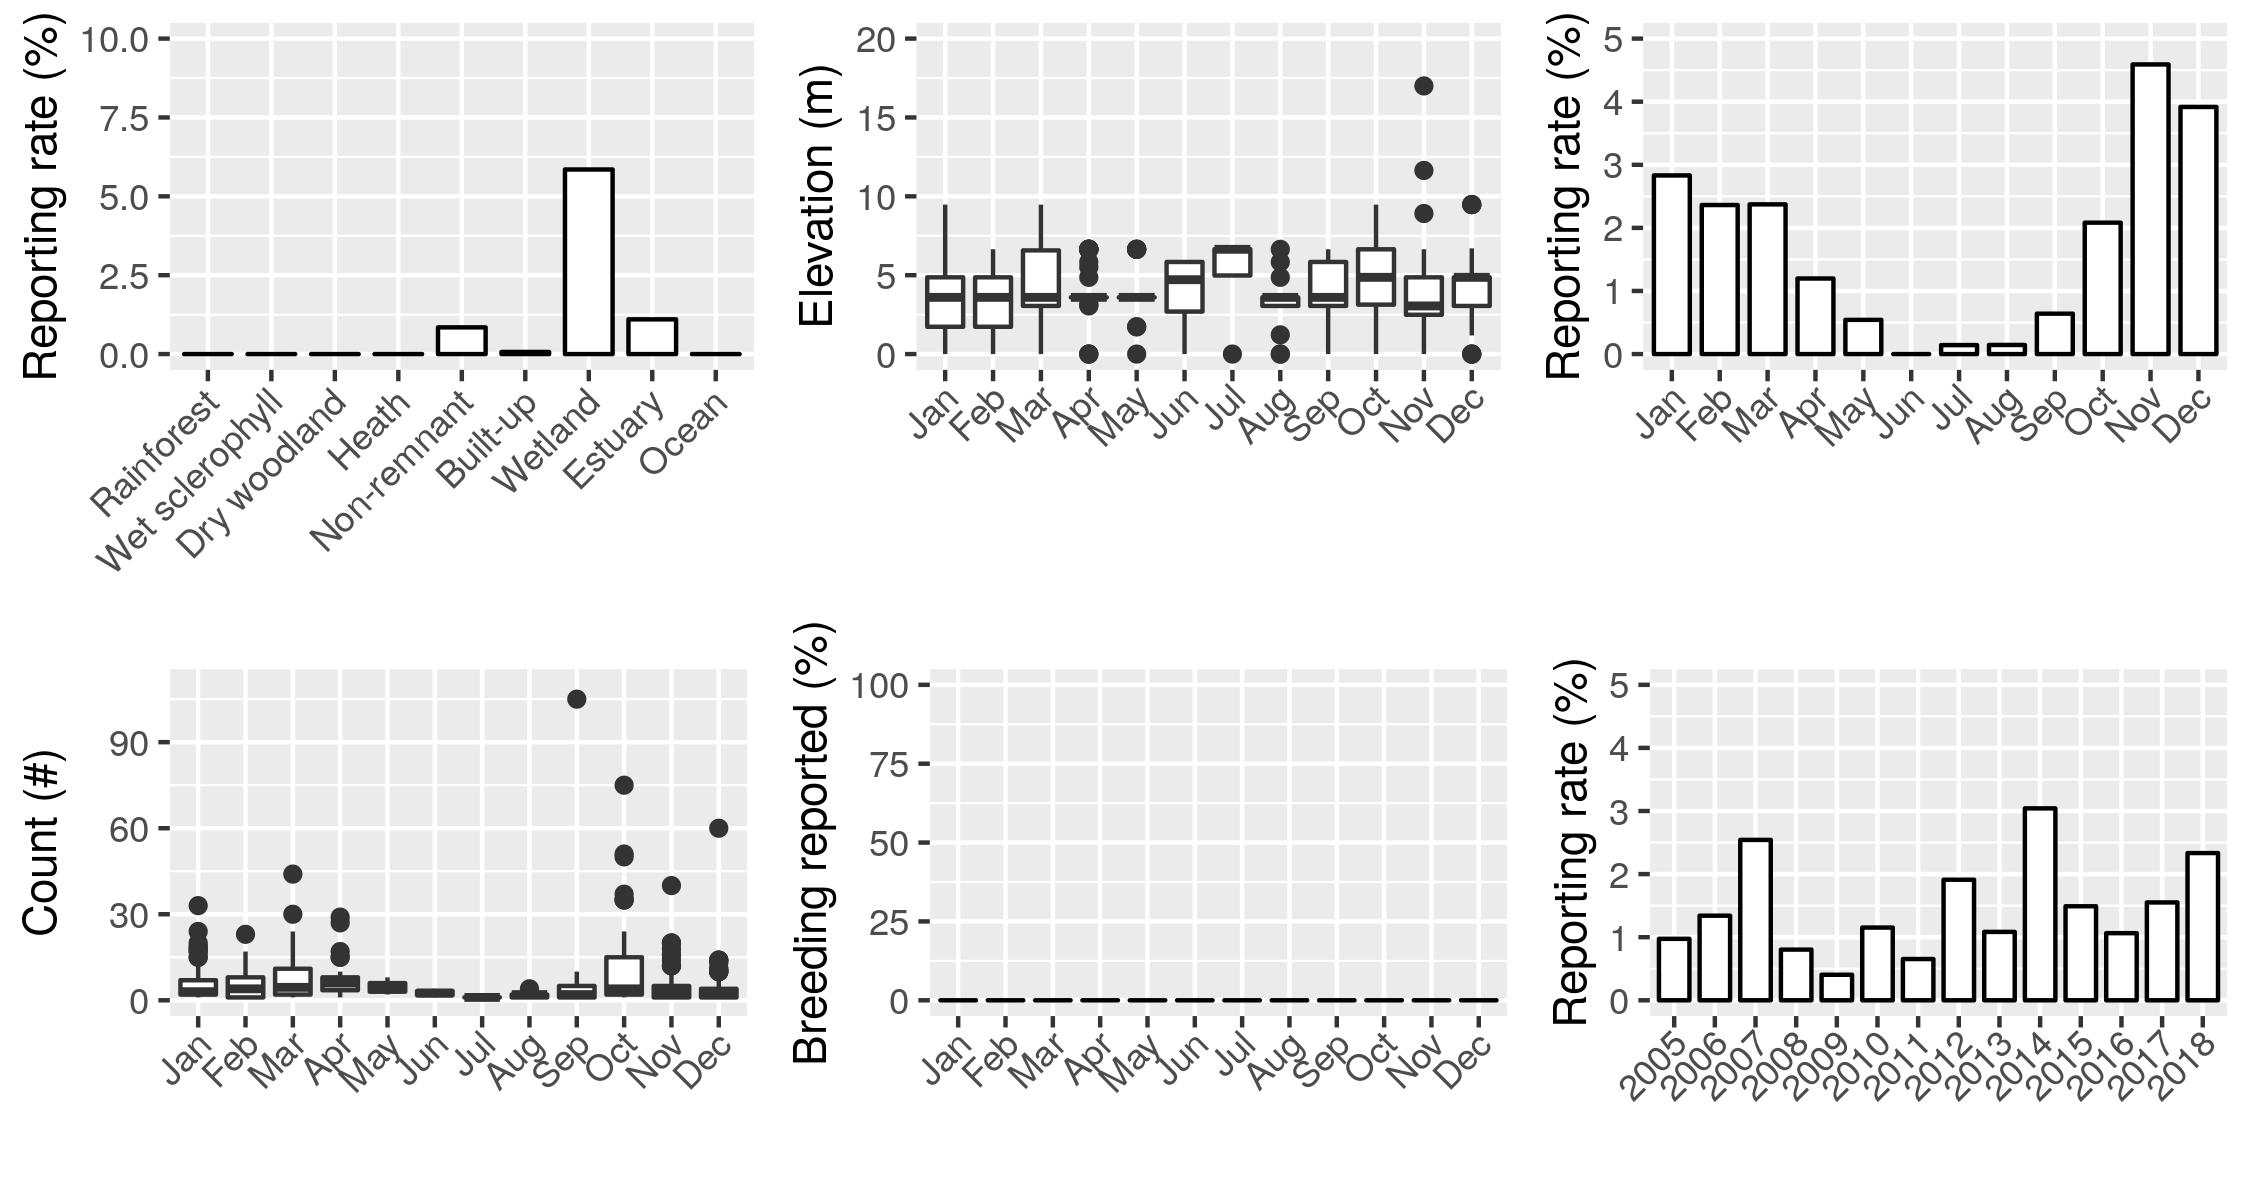 Reporting rate (%)
10.0
7.5
5.0
2.5
0.0
Rainforest
Wet sclerophyll
Dry woodland
Heath
Non-remnant
Built-up
Wetland
Estuary
Ocean
Elevation (m)
20
15
10
5
0
Jan
Feb
Mar
Apr
May
Jun
Jul
Aug
Sep
Oct
Nov
Dec
Reporting rate (%)
5
4
3
2
1
0
Jan
Feb
Mar
Apr
May
Jun
Jul
Aug
Sep
Oct
Nov
Dec
Count (#)
90
60
30
0
Jan
Feb
Mar
Apr
May
Jun
Jul
Aug
Sep
Oct
Nov
Dec
Breeding reported (%)
100
75
50
25
0
Jan
Feb
Mar
Apr
May
Jun
Jul
Aug
Sep
Oct
Nov
Dec
Reporting rate (%)
5
4
3
2
1
0
2005
2006
2007
2008
2009
2010
2011
2012
2013
2014
2015
2016
2017
2018